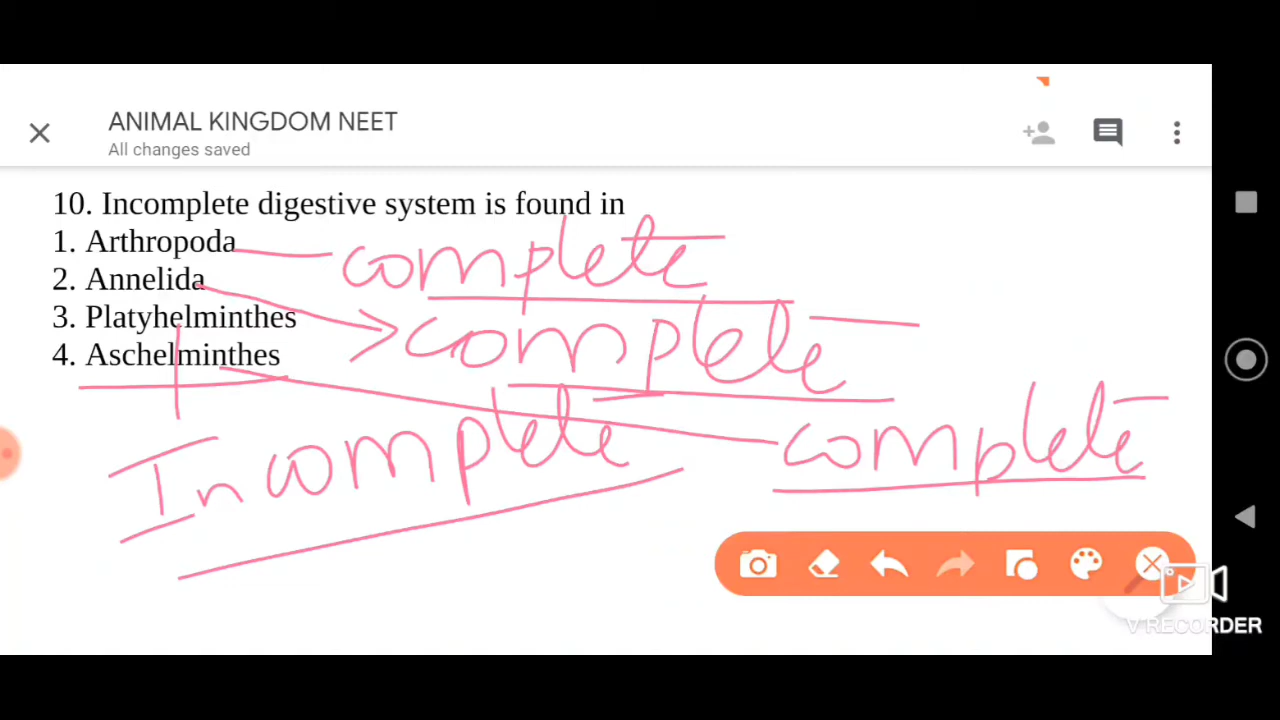 ANIMAL KINGDOM NEET
All changes saved
10. Incomplete digestive system is found in
1. Arthropoda
complete
2. Annelida
complete
3. Platyhelminthes
4. Aschelminthes
complete
Incomplete
V RECORDER